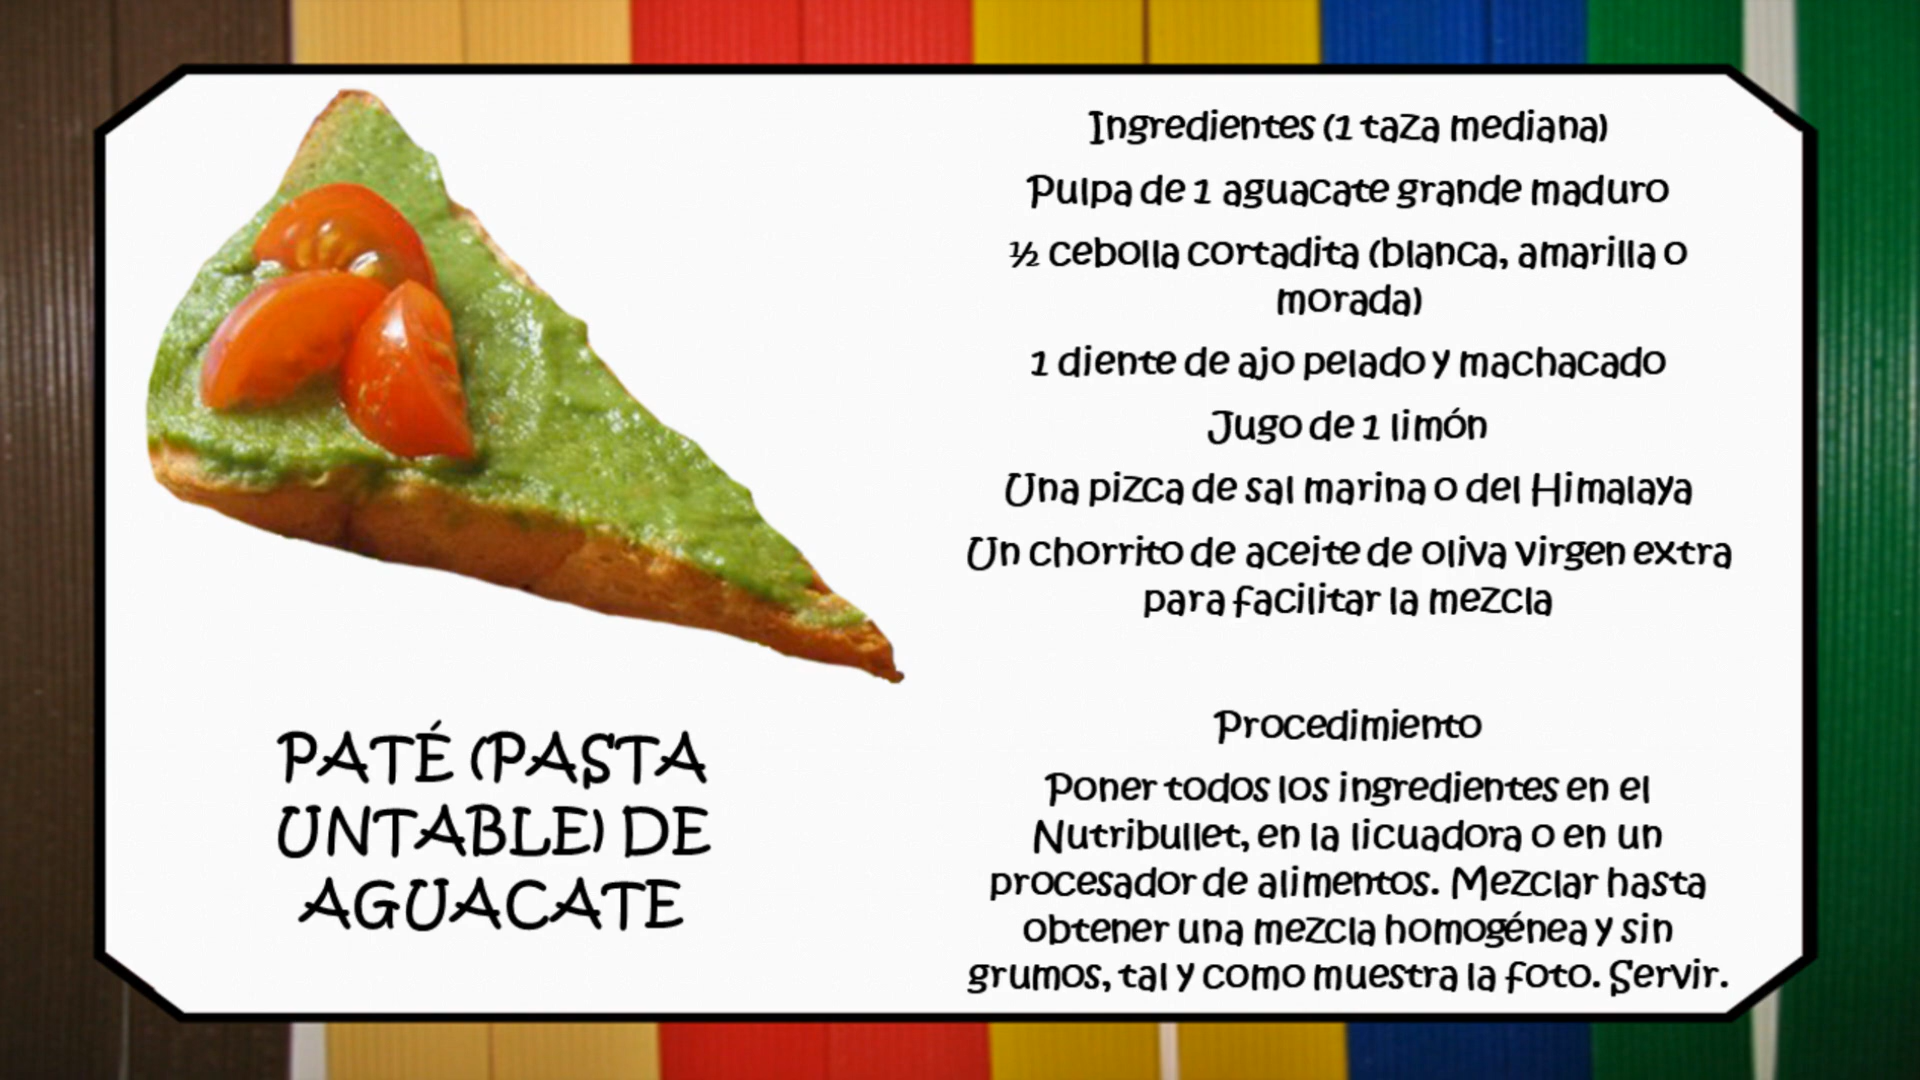 Ingredientes (1 taza mediana)
Pulpa de 1 aguacate grande maduro
½ cebolla cortadita (blanca, amarilla o
morada)
1 diente de ajo pelado y machacado
Jugo de 1 limón
Una pizca de sal marina o del Himalaya
Un chorrito de aceite de oliva virgen extra
para facilitar la mezcla
Procedimiento
Poner todos los ingredientes en el
Nutribullet, en la licuadora o en un
procesador de alimentos. Mezclar hasta
obtener una mezcla homogénea y sin
grumos, tal y como muestra la foto. Servir.
PATÉ (PASTA
UNTABLE) DE
AGUACATE